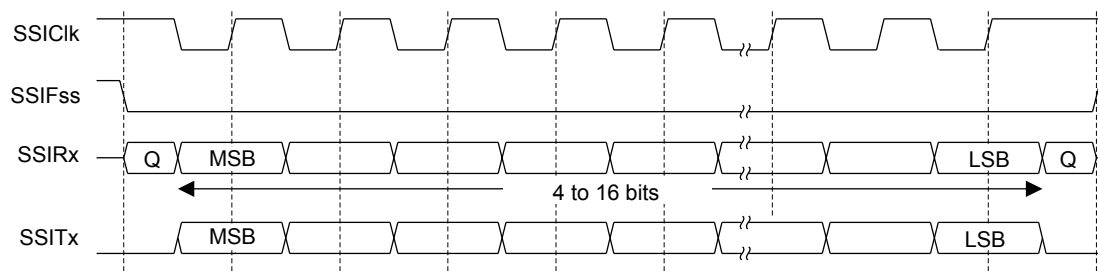 SSIClk
SSIFss
SSIRx Q MSB LSB Q
4 to 16 bits
SSITx MSB LSB